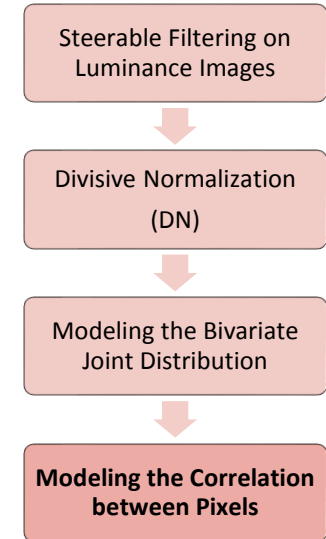 Steerable Filtering on
Luminance Images
Divisive Normalization
(DN)
Modeling the Bivariate
Joint Distribution
Modeling the Correlation
between Pixels